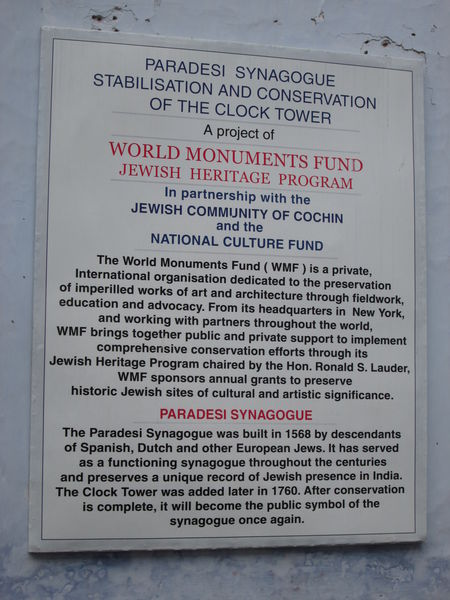 PARADESI SYNAGOGUE
STABILISATION AND CONSERVATION
OF THE CLOCK TOWER
A project of
WORLD MONUMENTS FUND
JEWISH HERITAGE PROGRAM
In partnership with the
JEWISH COMMUNITY OF COCHIN
and the
NATIONAL CULTURE FUND
The World Monuments Fund ( WMF ) is a private,
International organisation dedicated to the preservation
of imperilled works of art and architecture through fieldwork,
education and advocacy. From its headquarters in New York,
and working with partners throughout the world,
WMF brings together public and private support to implement
comprehensive conservation efforts through its
Jewish Heritage Program chaired by the Hon. Ronald S. Lauder,
WMF sponsors annual grants to preserve
historic Jewish sites of cultural and artistic significance.
PARADESI SYNAGOGUE
The Paradesi Synagogue was built in 1568 by descendants
of Spanish, Dutch and other European Jews. It has served
as a functioning synagogue throughout the centuries
and preserves a unique record of Jewish presence in India.
The Clock Tower was added later in 1760. After conservation
is complete, it will become the public symbol of the
synagogue once again.